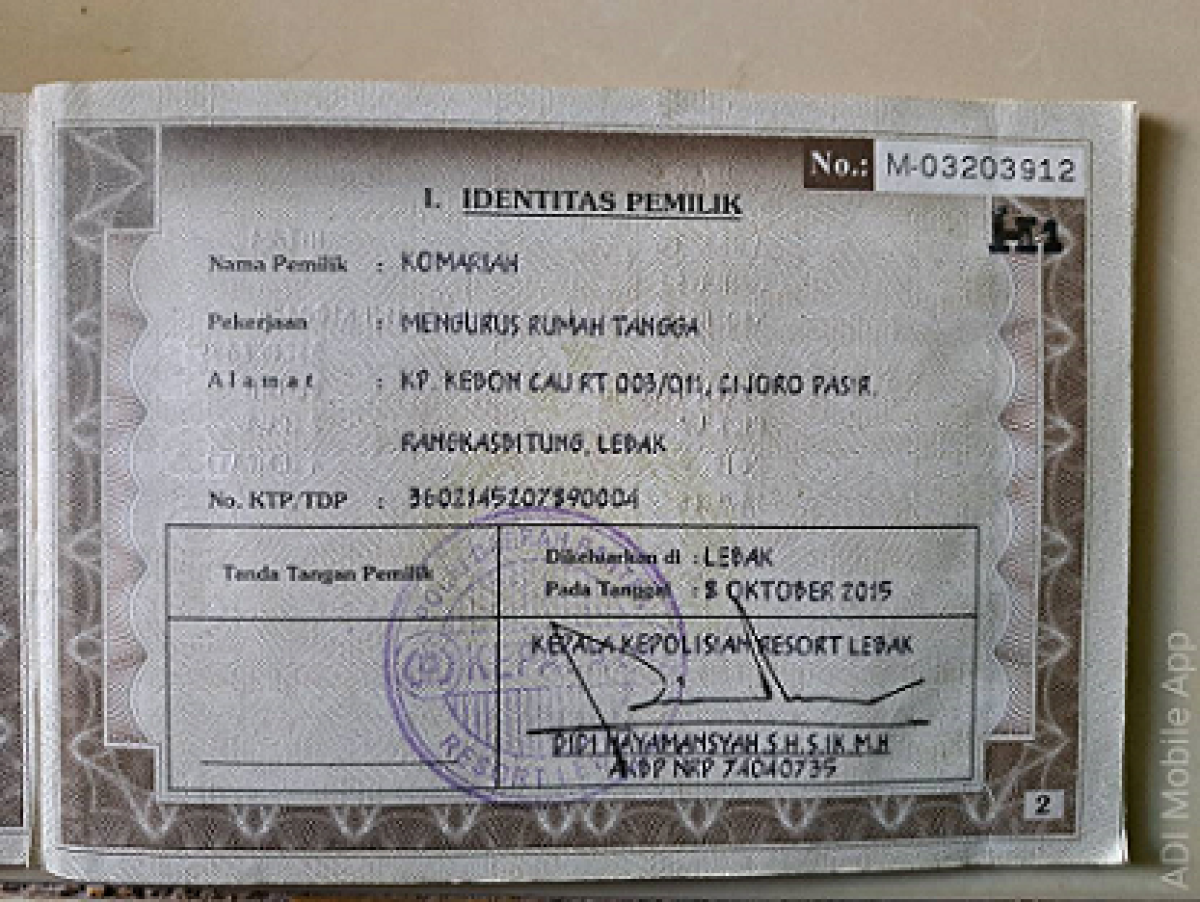 No.: M-03203912
I. IDENTITAS PEMILIK
Nama Pemilik : KOMARIAH
Pekerjaan : MENGURUS RUMAH TANGGA
Alamat : KP. KEBON CAU RT 003/011, CIJORO PASIR,
RANGKASBITUNG, LEBAK
No. KTP/TDP : 3602145207890004
Tanda Tangan Pemilik
Dikeluarkan di : LEBAK
Pada Tanggal : 8 OKTOBER 2015
KEPALA KEPOLISIAN RESORT LEBAK
DIDI HAYAMANSYAH.S.H.S.IK.M.H
AKBP NRP 74040735
RESORT
2
ADI Mobile App